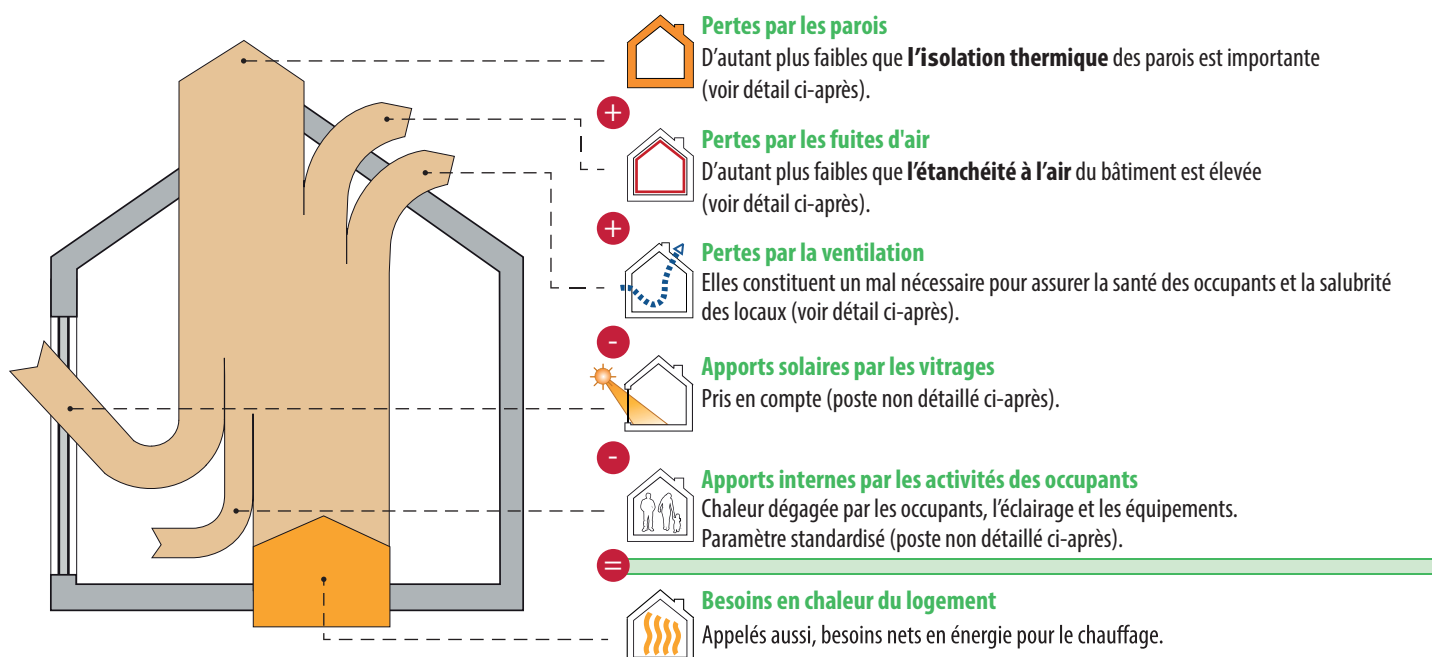 Pertes par les parois
D'autant plus faibles que l'isolation thermique des parois est importante
(voir détail ci-après).
+
Pertes par les fuites d'air
D'autant plus faibles que l'étanchéité à l'air du bâtiment est élevée
(voir détail ci-après).
+
Pertes par la ventilation
Elles constituent un mal nécessaire pour assurer la santé des occupants et la salubrité
des locaux (voir détail ci-après).
-
Apports solaires par les vitrages
Pris en compte (poste non détaillé ci-après).
-
Apports internes par les activités des occupants
Chaleur dégagée par les occupants, l'éclairage et les équipements.
Paramètre standardisé (poste non détaillé ci-après).
=
Besoins en chaleur du logement
Appelés aussi, besoins nets en énergie pour le chauffage.